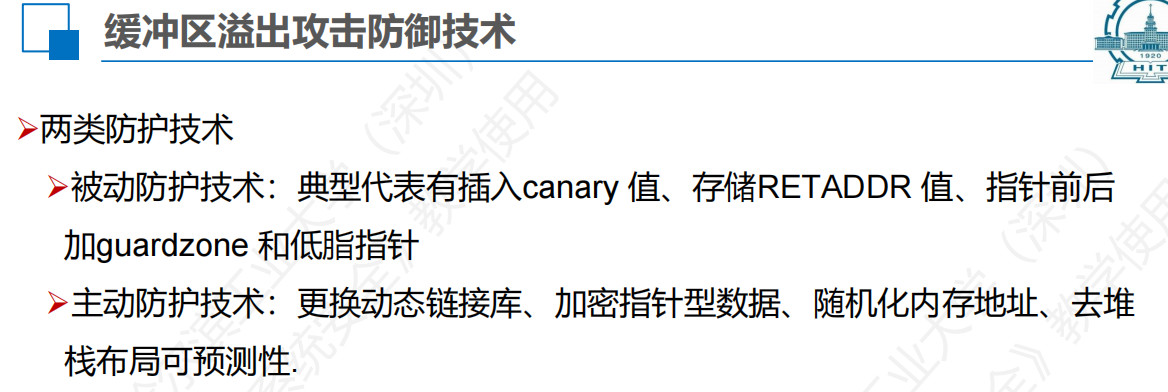 缓冲区溢出攻击防御技术
1920
HIT
➢两类防护技术
➢被动防护技术：典型代表有插入canary 值、存储RETADDR 值、指针前后
加guardzone 和低脂指针
➢主动防护技术：更换动态链接库、加密指针型数据、随机化内存地址、去堆
栈布局可预测性.